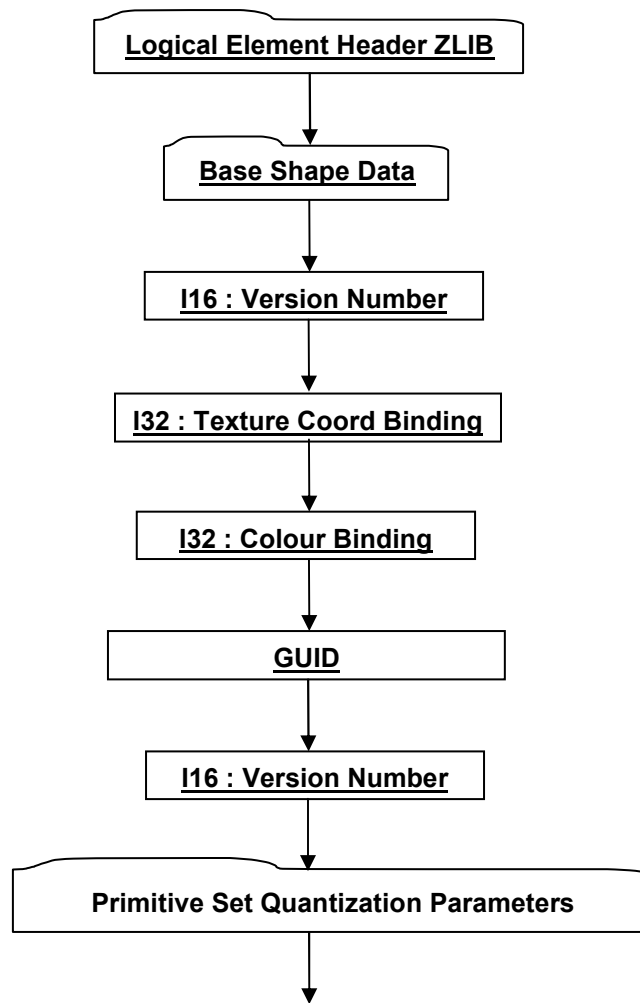 Logical Element Header ZLIB
Base Shape Data
I16 : Version Number
I32 : Texture Coord Binding
I32 : Colour Binding
GUID
I16 : Version Number
Primitive Set Quantization Parameters